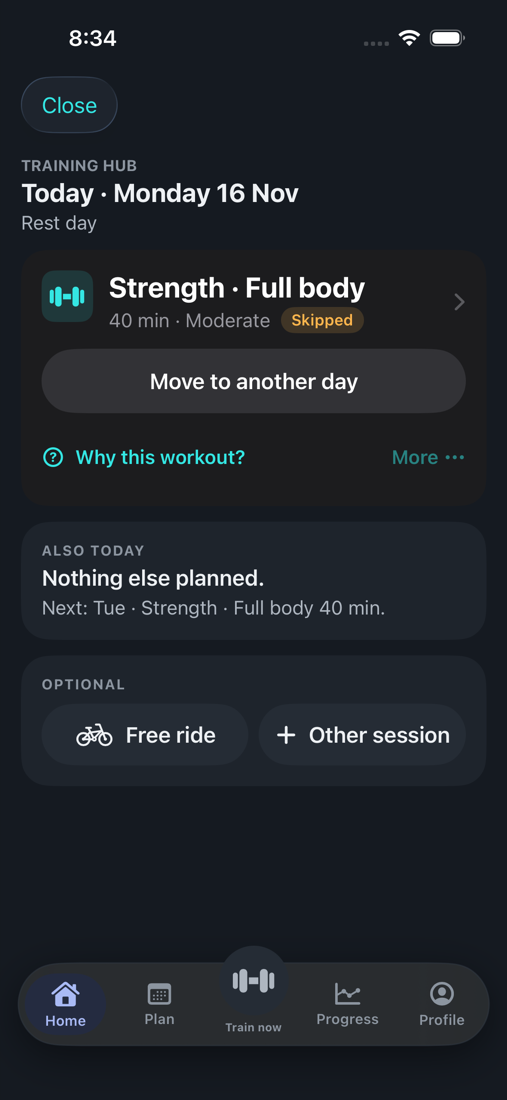 8:34
Close
TRAINING HUB
Today · Monday 16 Nov
Rest day
Strength · Full body
40 min · Moderate Skipped
Move to another day
Why this workout? More ···
ALSO TODAY
Nothing else planned.
Next: Tue · Strength · Full body 40 min.
OPTIONAL
Free ride + Other session
Home Plan Train now Progress Profile